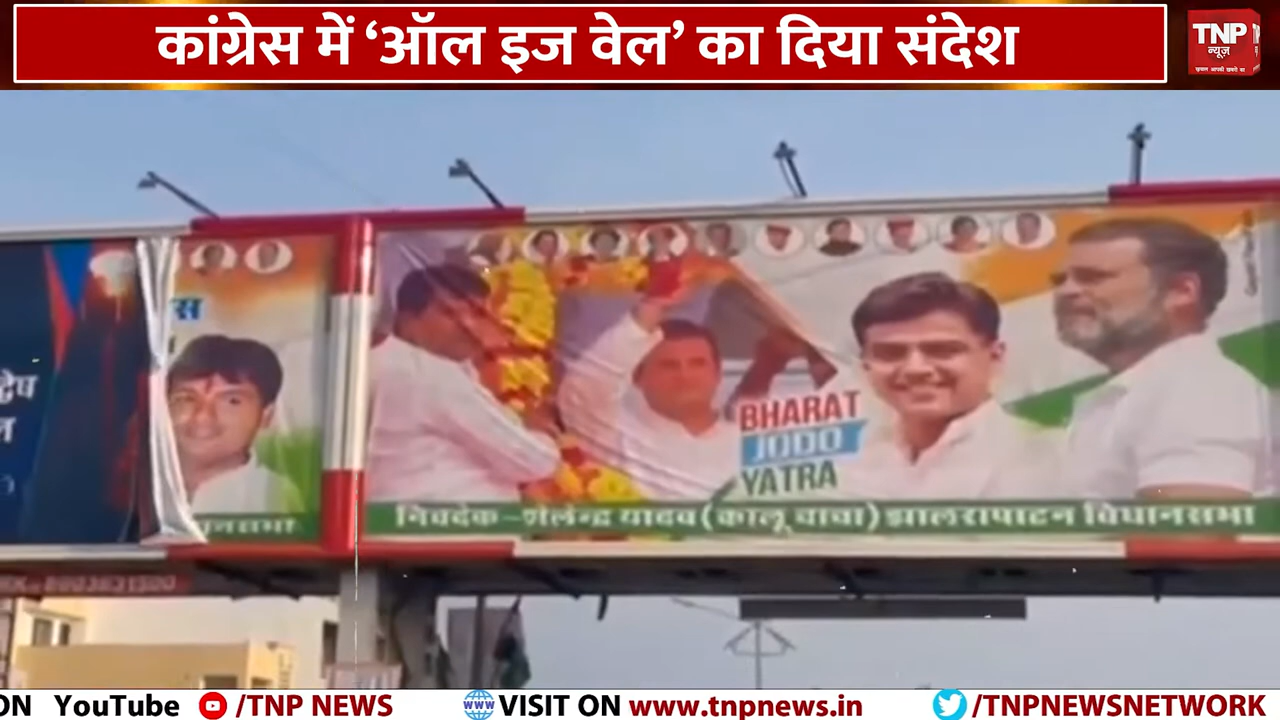 कांग्रेस में ‘ऑल इज वेल’ का दिया संदेश
TNP
न्यूज़
स
BHARAT
JODO
YATRA
निवेदक-शैलेन्द्र यादव (कालू चाचा) झालरापाटन विधानसभा
ON YouTube /TNP NEWS VISIT ON www.tnpnews.in /TNPNEWSNETWORK